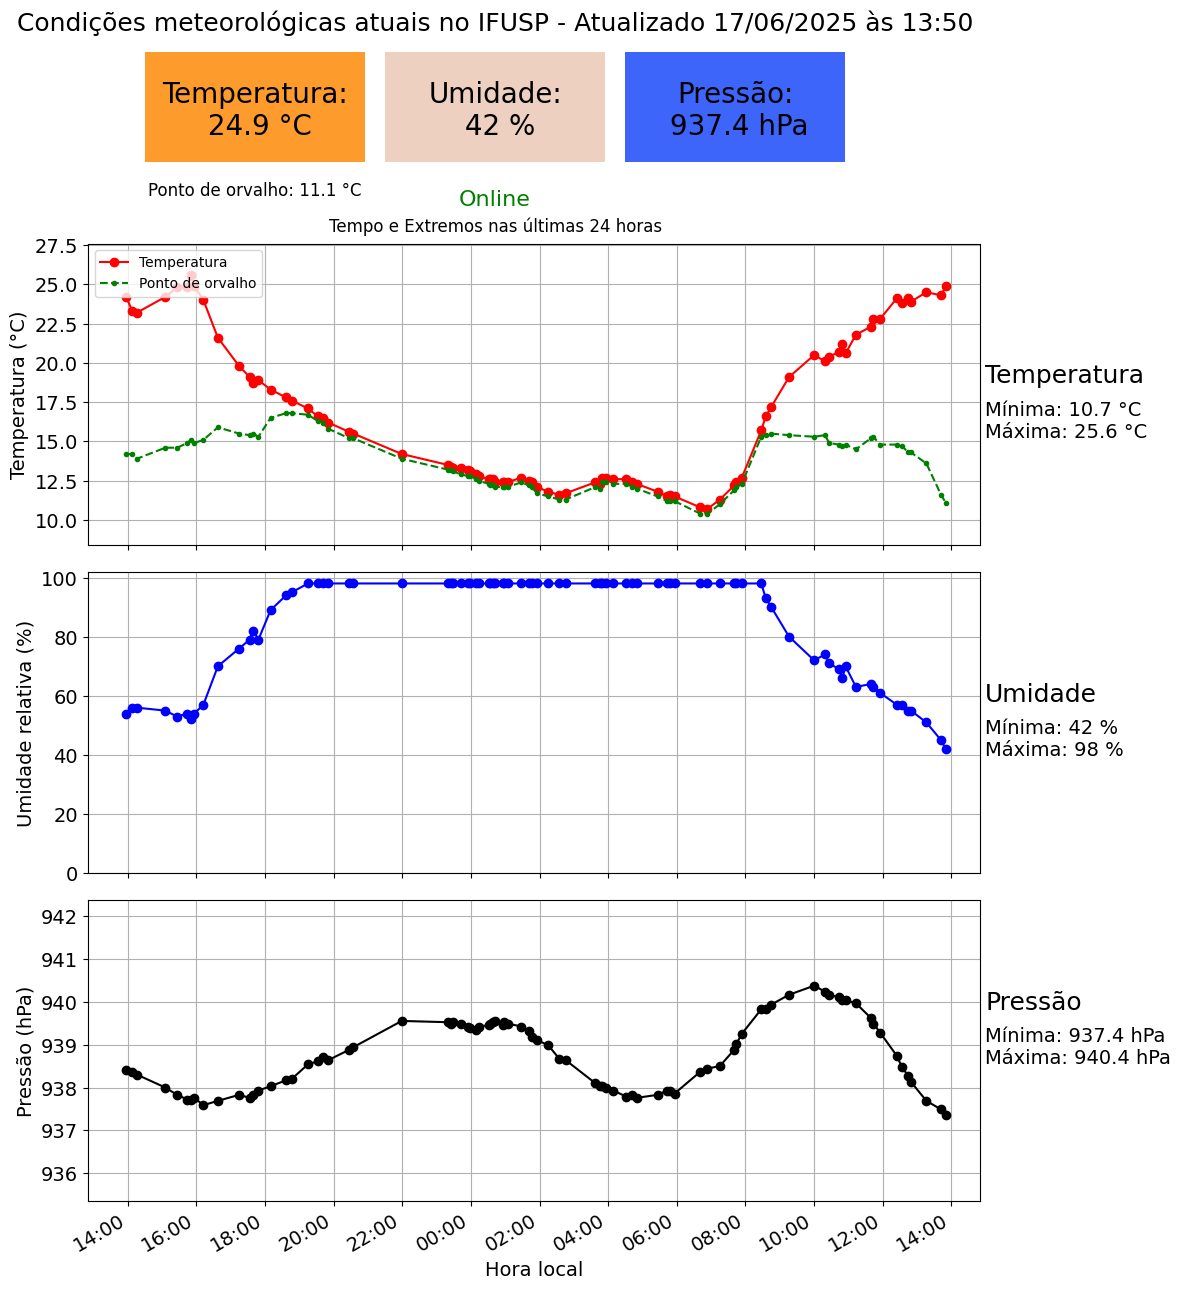 Condições meteorológicas atuais no IFUSP - Atualizado 17/06/2025 às 13:50
Temperatura:
24.9 °C
Umidade:
42 %
Pressão:
937.4 hPa
Ponto de orvalho: 11.1 °C
Online
Tempo e Extremos nas últimas 24 horas
Temperatura (°C)
27.5
25.0
22.5
20.0
17.5
15.0
12.5
10.0
Temperatura
Ponto de orvalho
Temperatura
Mínima: 10.7 °C
Máxima: 25.6 °C
Umidade relativa (%)
100
80
60
40
20
0
Umidade
Mínima: 42 %
Máxima: 98 %
Pressão (hPa)
942
941
940
939
938
937
936
Pressão
Mínima: 937.4 hPa
Máxima: 940.4 hPa
14:00
16:00
18:00
20:00
22:00
00:00
02:00
04:00
06:00
08:00
10:00
12:00
14:00
Hora local